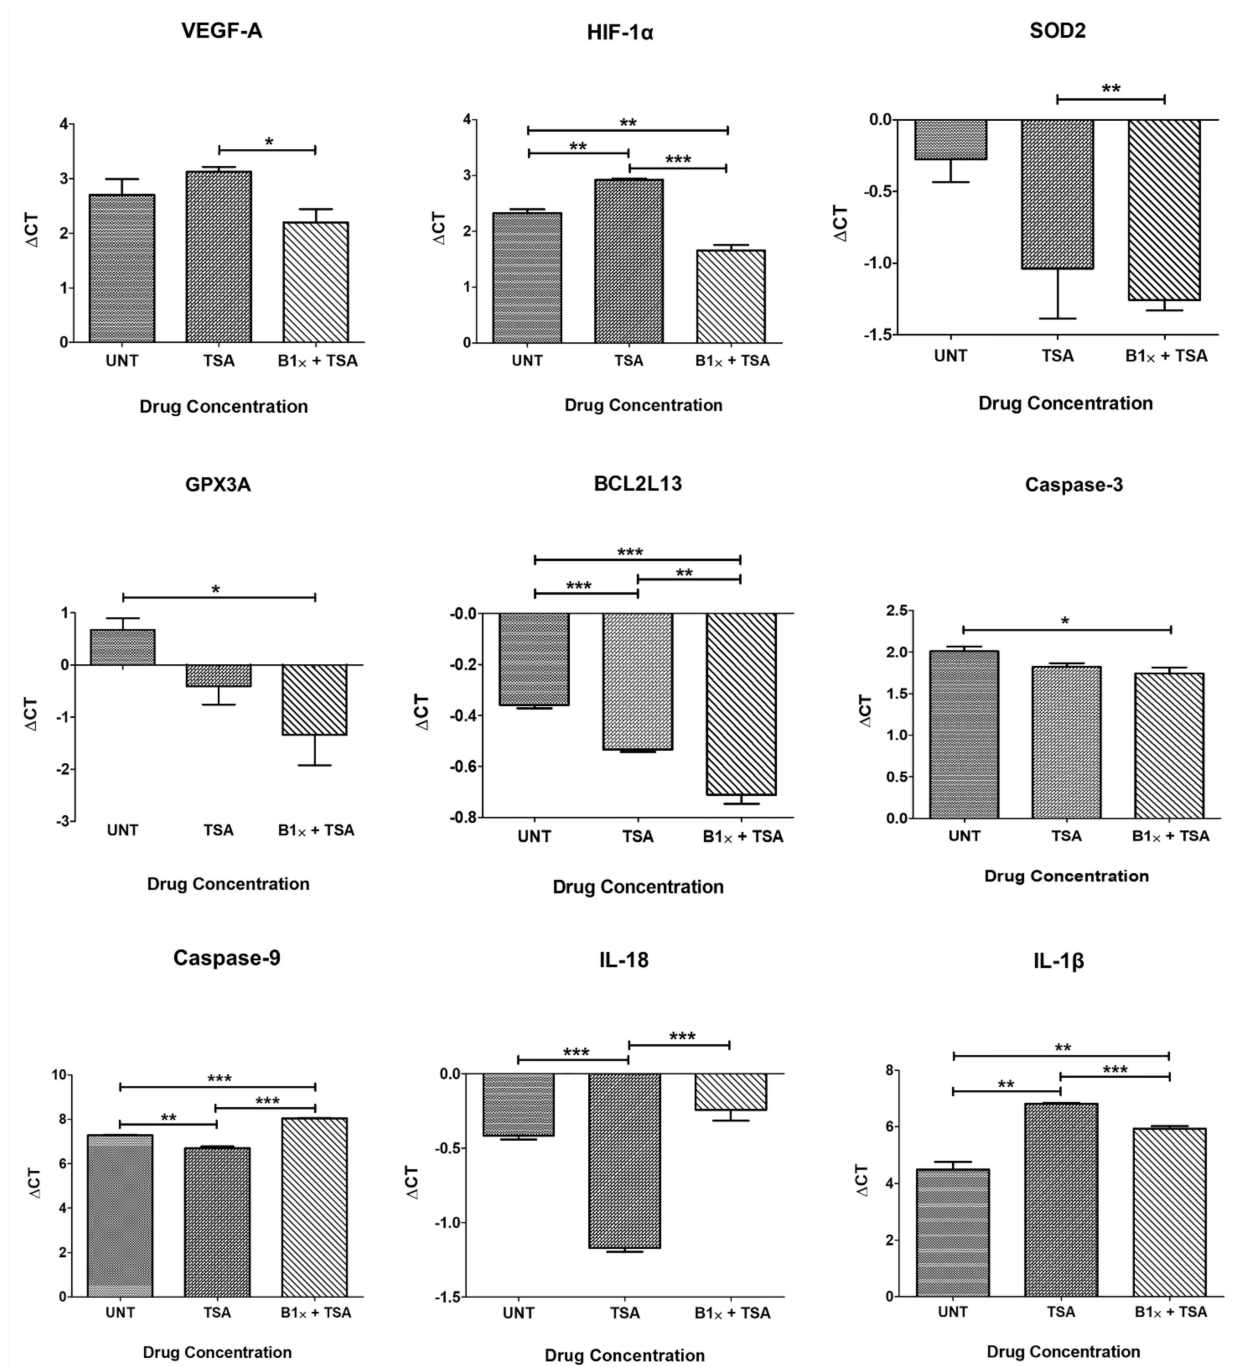 VEGF-A
*
4
3
2
1
0
ΔCT
UNT
TSA
B1× + TSA
Drug Concentration
HIF-1α
**
**
***
4
3
2
1
0
ΔCT
UNT
TSA
B1× + TSA
Drug Concentration
SOD2
**
0.0
-0.5
-1.0
-1.5
ΔCT
UNT
TSA
B1× + TSA
Drug Concentration
GPX3A
*
1
0
-1
-2
-3
ΔCT
UNT
TSA
B1× + TSA
Drug Concentration
BCL2L13
***
***
**
-0.0
-0.2
-0.4
-0.6
-0.8
ΔCT
UNT
TSA
B1× + TSA
Drug Concentration
Caspase-3
*
2.5
2.0
1.5
1.0
0.5
0.0
ΔCT
UNT
TSA
B1× + TSA
Drug Concentration
Caspase-9
***
**
***
10
8
6
4
2
0
ΔCT
UNT
TSA
B1× + TSA
Drug Concentration
IL-18
***
***
0.0
-0.5
-1.0
-1.5
ΔCT
UNT
TSA
B1× + TSA
Drug Concentration
IL-1β
**
**
***
8
6
4
2
0
ΔCT
UNT
TSA
B1× + TSA
Drug Concentration